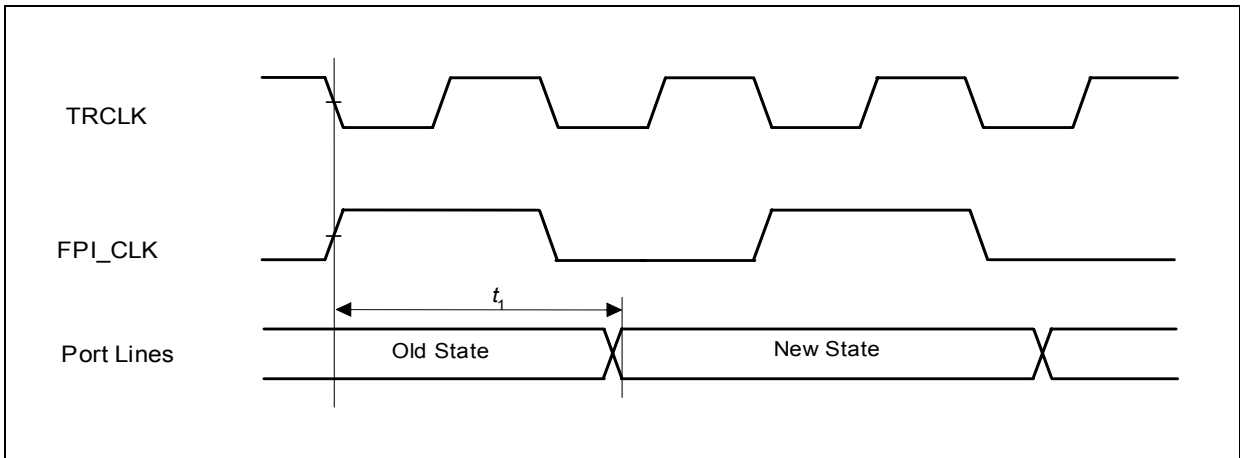 TRCLK
FPI_CLK
t1
Port Lines
Old State
New State